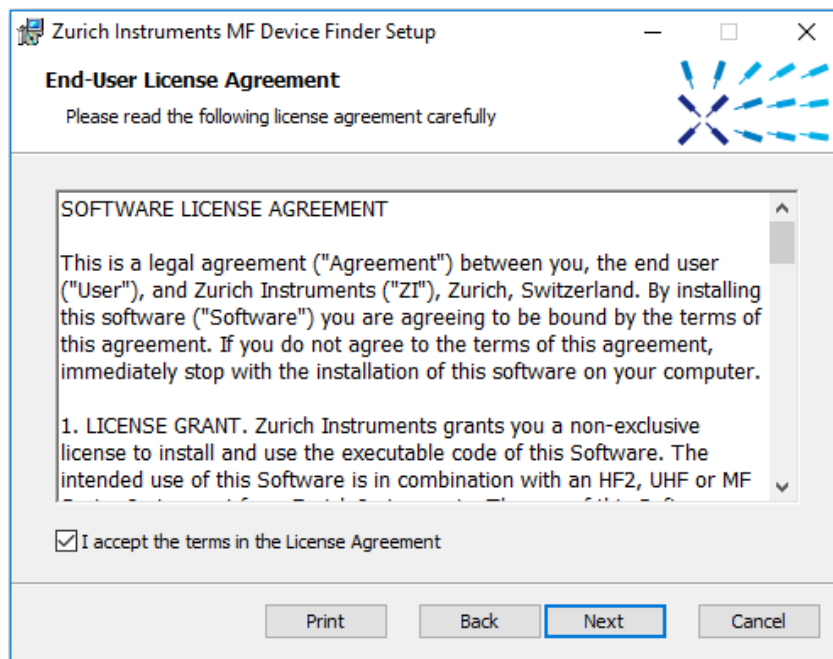 Zurich Instruments MF Device Finder Setup
End-User License Agreement
Please read the following license agreement carefully
SOFTWARE LICENSE AGREEMENT
This is a legal agreement ("Agreement") between you, the end user
("User"), and Zurich Instruments ("ZI"), Zurich, Switzerland. By installing
this software ("Software") you are agreeing to be bound by the terms of
this agreement. If you do not agree to the terms of this agreement,
immediately stop with the installation of this software on your computer.
1. LICENSE GRANT. Zurich Instruments grants you a non-exclusive
license to install and use the executable code of this Software. The
intended use of this Software is in combination with an HF2, UHF or MF
I accept the terms in the License Agreement
Print Back Next Cancel